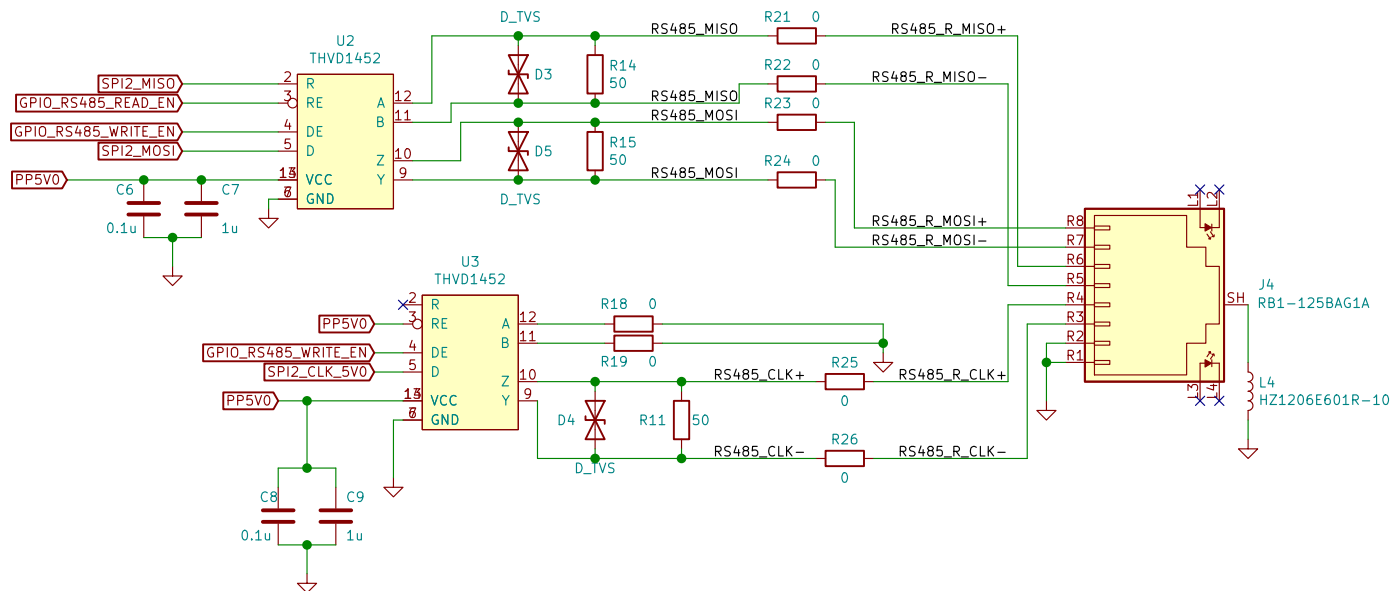 D_TVS
R21 0
RS485_MISO
RS485_R_MISO+
U2
THVD1452
SPI2_MISO
2
R
D3
R14
50
R22 0
RS485_R_MISO-
GPIO_RS485_READ_EN
3
RE
A
12
RS485_MISO
R23 0
B
11
RS485_MOSI
GPIO_RS485_WRITE_EN
4
DE
SPI2_MOSI
5
D
D5
R15
50
Z
10
R24 0
PP5V0
VCC
Y
9
RS485_MOSI
C6
C7
GND
D_TVS
0.1u
1u
L1
L2
RS485_R_MOSI+
R8
RS485_R_MOSI-
R7
R6
R5
R4
R3
R2
R1
SH
J4
RB1-125BAG1A
L3
L4
L4
HZ1206E601R-10
U3
THVD1452
2
R
PP5V0
3
RE
A
12
R18 0
B
11
R19 0
GPIO_RS485_WRITE_EN
4
DE
SPI2_CLK_5V0
5
D
Z
10
RS485_CLK+
R25
0
RS485_R_CLK+
PP5V0
VCC
Y
9
GND
D4
R11
50
D_TVS
RS485_CLK-
R26
0
RS485_R_CLK-
C8
C9
0.1u
1u